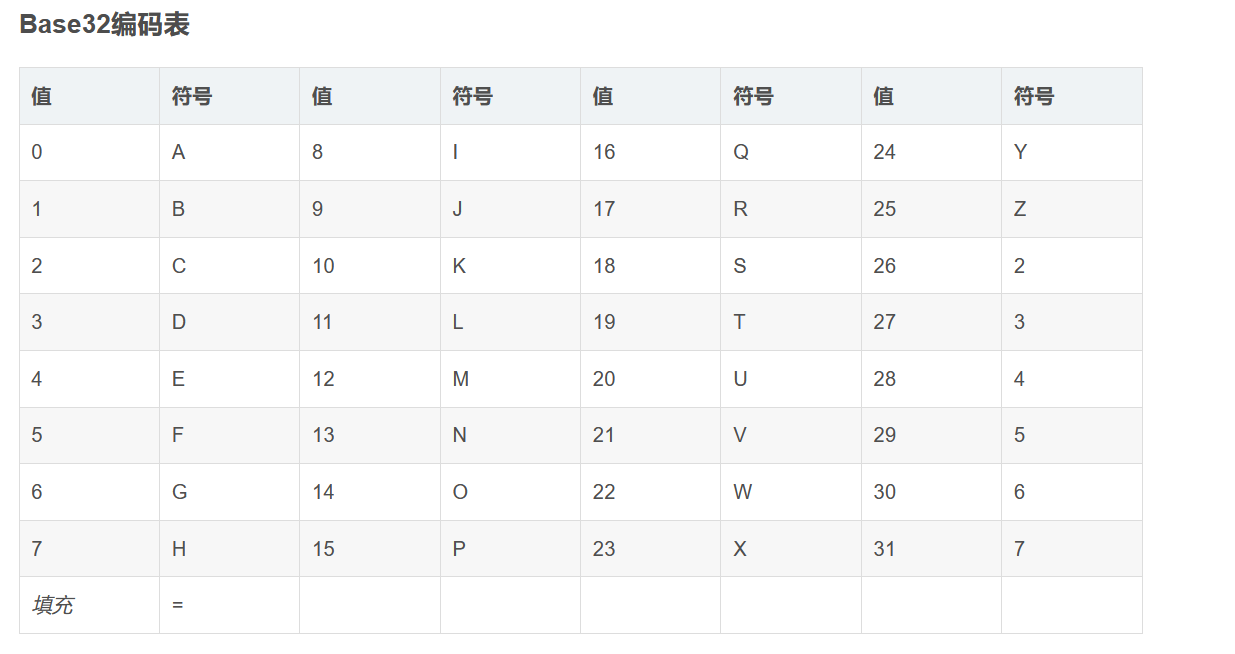 Base32编码表
值 符号 值 符号 值 符号 值 符号
0 A 8 I 16 Q 24 Y
1 B 9 J 17 R 25 Z
2 C 10 K 18 S 26 2
3 D 11 L 19 T 27 3
4 E 12 M 20 U 28 4
5 F 13 N 21 V 29 5
6 G 14 O 22 W 30 6
7 H 15 P 23 X 31 7
填充 =